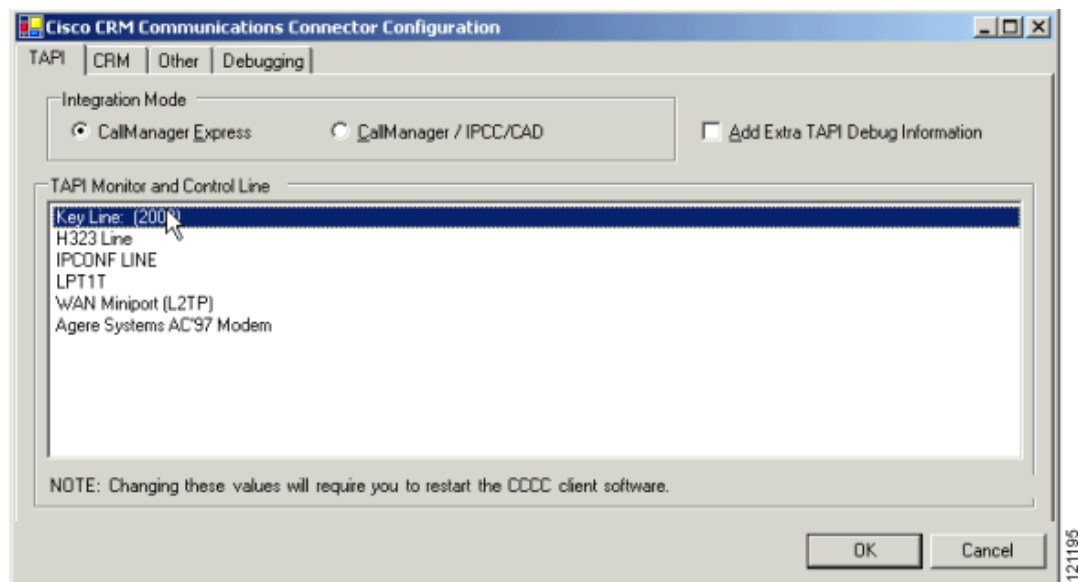 Cisco CRM Communications Connector Configuration
TAPI CRM Other Debugging
Integration Mode
CallManager Express CallManager / IPCC/CAD Add Extra TAPI Debug Information
TAPI Monitor and Control Line
Key Line:
H323 Line
IPCONF LINE
LPT1T
WAN Miniport (L2TP)
Agere Systems AC'97 Modem
NOTE: Changing these values will require you to restart the CCCC client software.
OK Cancel
121195